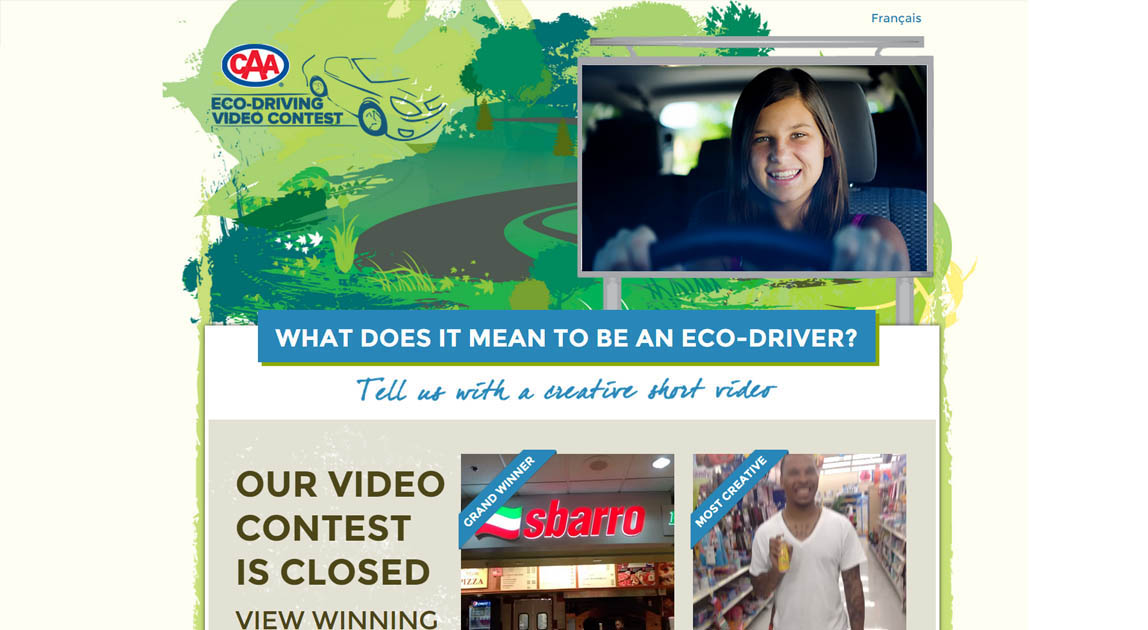 Français
CAA
ECO-DRIVING
VIDEO CONTEST
WHAT DOES IT MEAN TO BE AN ECO-DRIVER?
Tell us with a creative short video
OUR VIDEO
CONTEST
IS CLOSED
VIEW WINNING
GRAND WINNER
sbarro
PIZZA
MOST CREATIVE